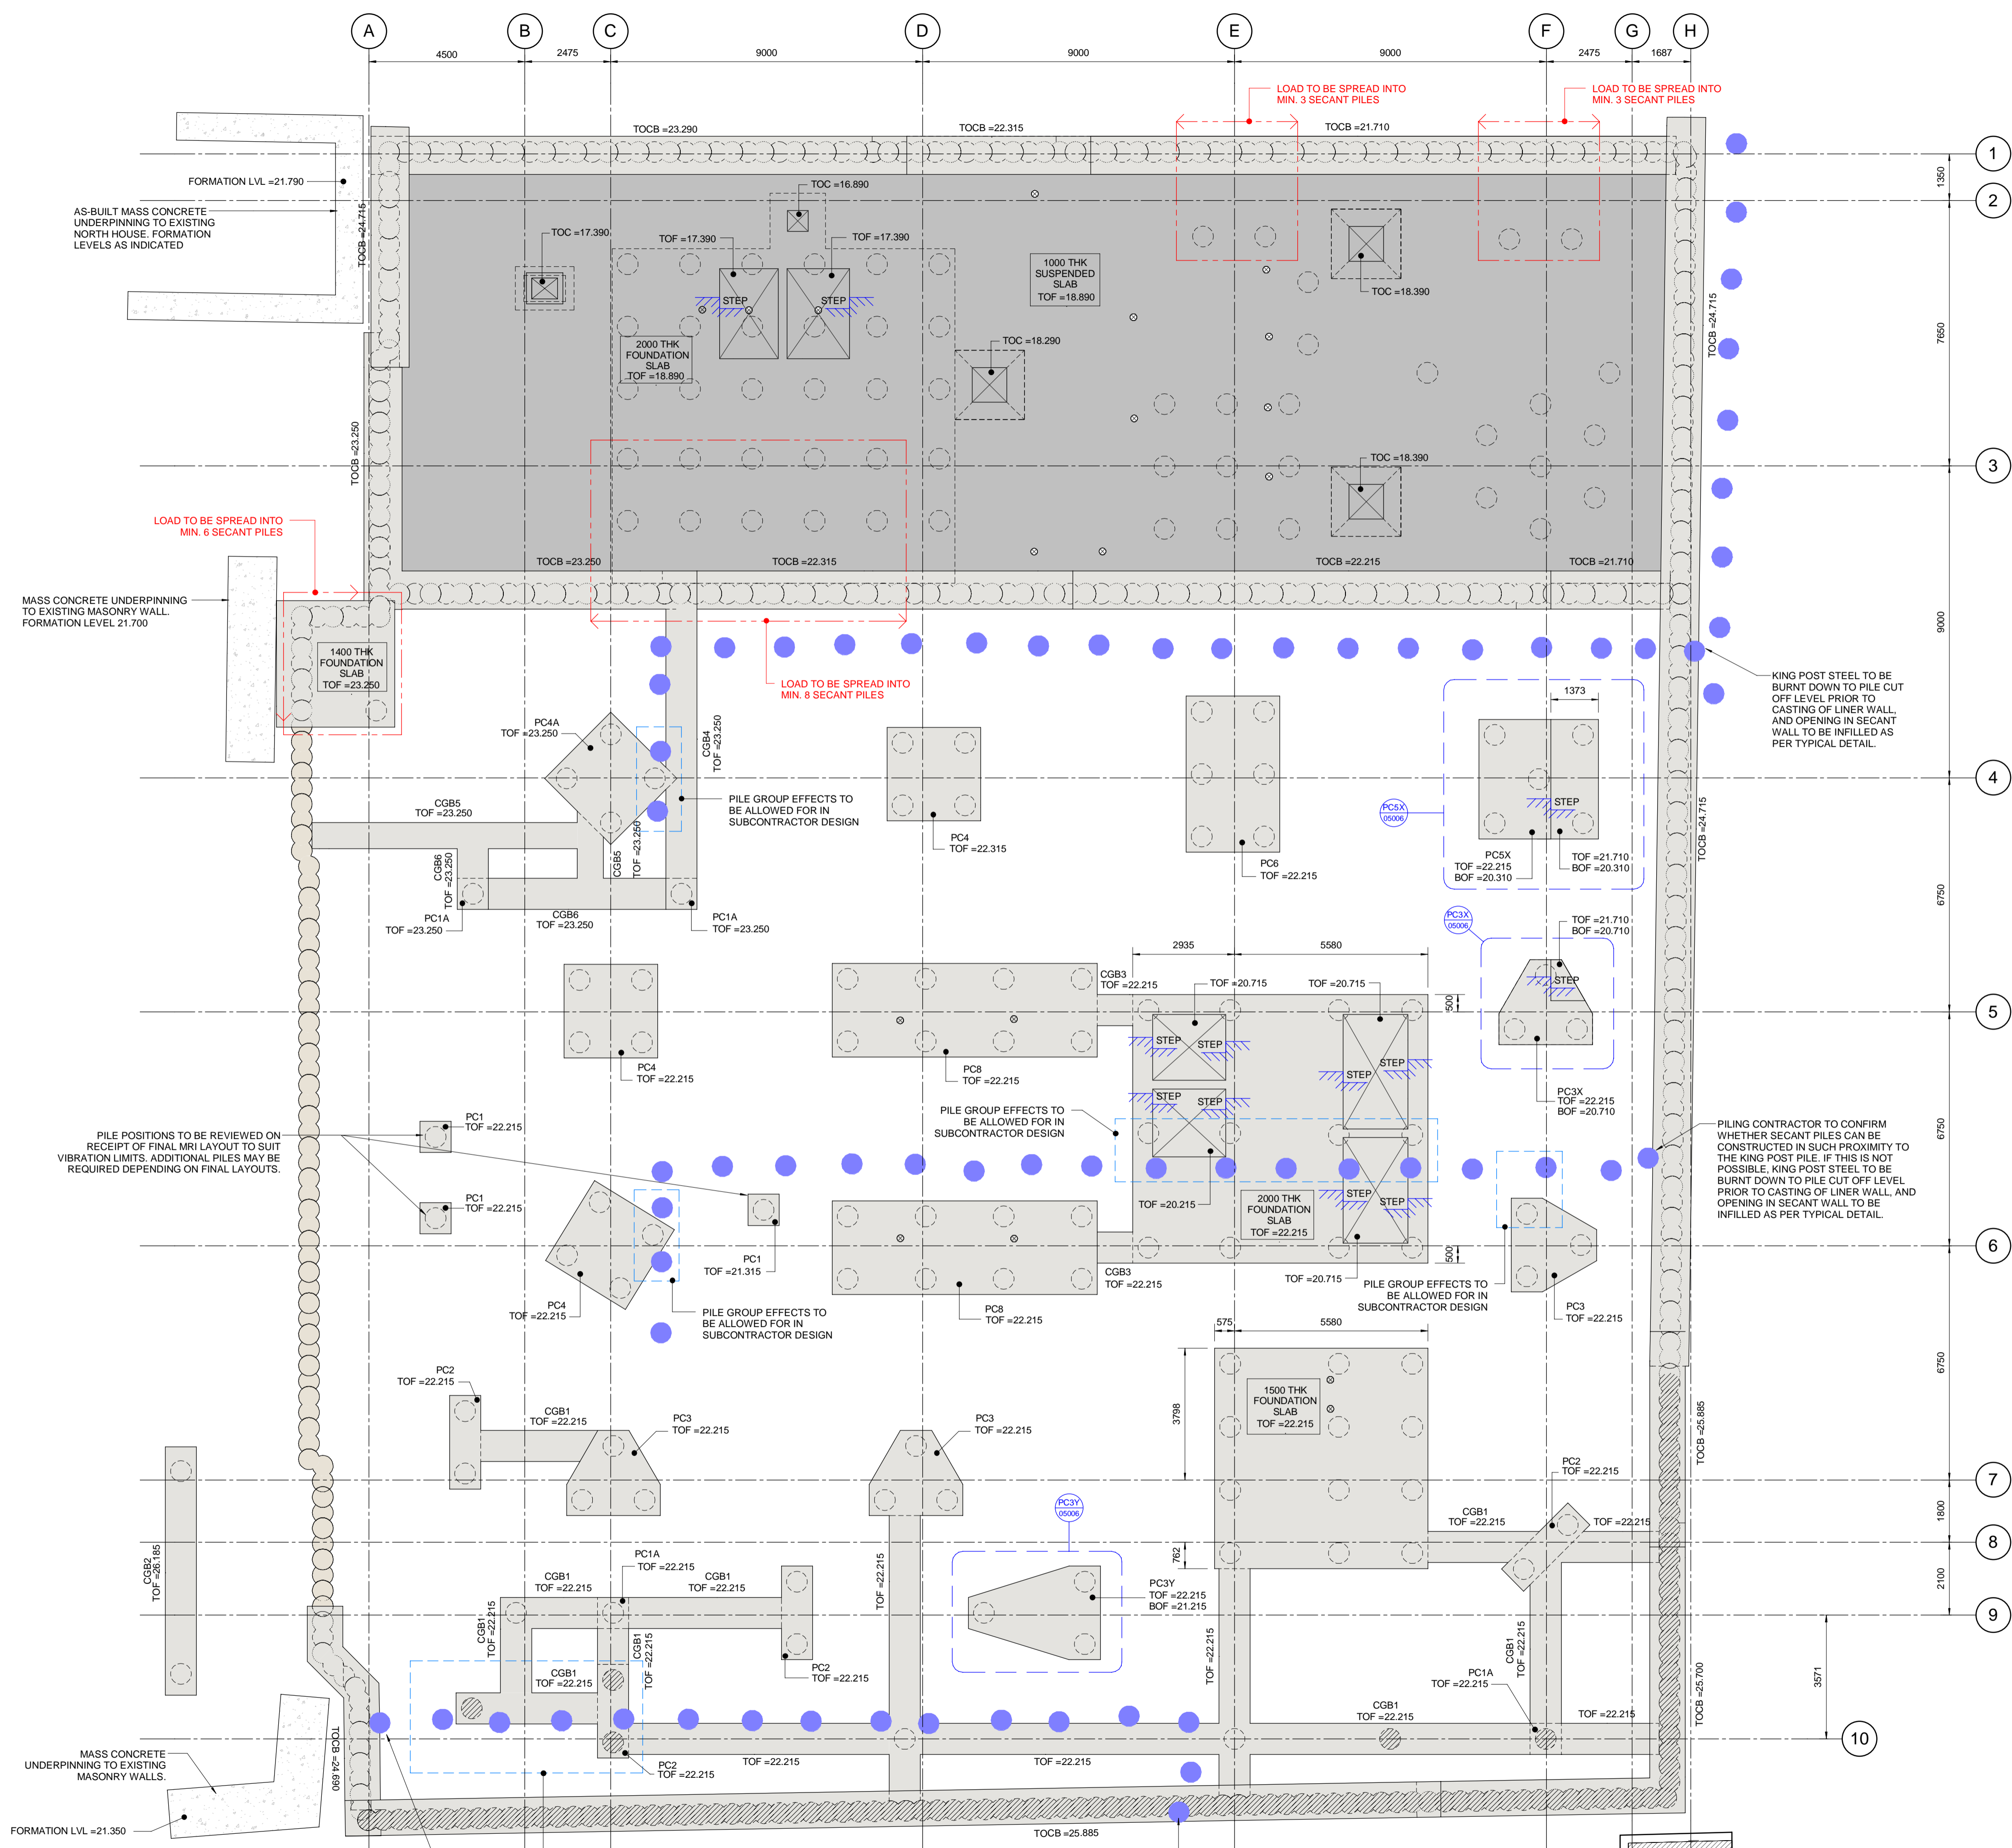 A
B
C
D
E
F
G
H
4500
2475
9000
9000
9000
2475
1687
LOAD TO BE SPREAD INTO
MIN. 3 SECANT PILES
LOAD TO BE SPREAD INTO
MIN. 3 SECANT PILES
TOCB =23.290
TOCB =22.315
TOCB =21.710
1
1350
2
FORMATION LVL =21.790
AS-BUILT MASS CONCRETE
UNDERPINNING TO EXISTING
NORTH HOUSE. FORMATION
LEVELS AS INDICATED
TOCB =24.715
TOC =16.890
TOC =17.390
TOF =17.390
TOF =17.390
STEP
STEP
1000 THK
SUSPENDED
SLAB
TOF =18.890
TOC =18.390
TOCB =24.715
7650
2000 THK
FOUNDATION
SLAB
TOF =18.890
TOC =18.290
TOCB =23.250
TOC =18.390
3
LOAD TO BE SPREAD INTO
MIN. 6 SECANT PILES
TOCB =23.250
TOCB =22.315
TOCB =22.215
TOCB =21.710
MASS CONCRETE UNDERPINNING
TO EXISTING MASONRY WALL.
FORMATION LEVEL 21.700
9000
1400 THK
FOUNDATION
SLAB
TOF =23.250
LOAD TO BE SPREAD INTO
MIN. 8 SECANT PILES
KING POST STEEL TO BE
BURNT DOWN TO PILE CUT
OFF LEVEL PRIOR TO
CASTING OF LINER WALL,
AND OPENING IN SECANT
WALL TO BE INFILLED AS
PER TYPICAL DETAIL.
1373
PC4A
TOF =23.250
CGB4
TOF =23.250
4
CGB5
TOF =23.250
PILE GROUP EFFECTS TO
BE ALLOWED FOR IN
SUBCONTRACTOR DESIGN
PC5X
05006
STEP
TOCB =24.715
PC4
TOF =22.315
PC6
TOF =22.215
PC5X
TOF =22.215
BOF =20.310
TOF =21.710
BOF =20.310
CGB6
TOF =23.250
CGB5
TOF =23.250
6750
PC1A
TOF =23.250
CGB6
TOF =23.250
PC1A
TOF =23.250
PC3X
05006
TOF =21.710
BOF =20.710
2935
5580
CGB3
TOF =22.215
TOF =20.715
TOF =20.715
STEP
500
5
STEP
STEP
STEP
STEP
PC4
TOF =22.215
PC8
TOF =22.215
STEP
STEP
PC3X
TOF =22.215
BOF =20.710
PC1
TOF =22.215
PILE GROUP EFFECTS TO
BE ALLOWED FOR IN
SUBCONTRACTOR DESIGN
6750
PILE POSITIONS TO BE REVIEWED ON
RECEIPT OF FINAL MRI LAYOUT TO SUIT
VIBRATION LIMITS. ADDITIONAL PILES MAY BE
REQUIRED DEPENDING ON FINAL LAYOUTS.
PILING CONTRACTOR TO CONFIRM
WHETHER SECANT PILES CAN BE
CONSTRUCTED IN SUCH PROXIMITY TO
THE KING POST PILE. IF THIS IS NOT
POSSIBLE, KING POST STEEL TO BE
BURNT DOWN TO PILE CUT OFF LEVEL
PRIOR TO CASTING OF LINER WALL, AND
OPENING IN SECANT WALL TO BE
INFILLED AS PER TYPICAL DETAIL.
PC1
TOF =22.215
TOF =20.215
2000 THK
FOUNDATION
SLAB
TOF =22.215
STEP
STEP
6
PC1
TOF =21.315
500
CGB3
TOF =22.215
TOF =20.715
PILE GROUP EFFECTS TO
BE ALLOWED FOR IN
SUBCONTRACTOR DESIGN
PC4
TOF =22.215
PC8
TOF =22.215
PC3
TOF =22.215
PILE GROUP EFFECTS TO
BE ALLOWED FOR IN
SUBCONTRACTOR DESIGN
575
5580
6750
PC2
TOF =22.215
3798
1500 THK
FOUNDATION
SLAB
TOF =22.215
CGB1
TOF =22.215
PC3
TOF =22.215
PC3
TOF =22.215
TOCB =25.885
PC2
TOF =22.215
7
PC3Y
05006
CGB1
TOF =22.215
TOF =22.215
1800
8
CGB2
TOF =26.185
PC1A
TOF =22.215
762
CGB1
TOF =22.215
CGB1
TOF =22.215
TOF =22.215
PC3Y
TOF =22.215
BOF =21.215
2100
9
CGB1
TOF =22.215
CGB1
TOF =22.215
CGB1
TOF =22.215
PC2
TOF =22.215
TOF =22.215
CGB1
TOF =22.215
PC1A
TOF =22.215
3571
TOCB =25.700
CGB1
TOF =22.215
TOF =22.215
10
MASS CONCRETE
UNDERPINNING TO EXISTING
MASONRY WALLS.
TOCB =24.690
PC2
TOF =22.215
TOF =22.215
TOF =22.215
FORMATION LVL =21.350
TOCB =25.885